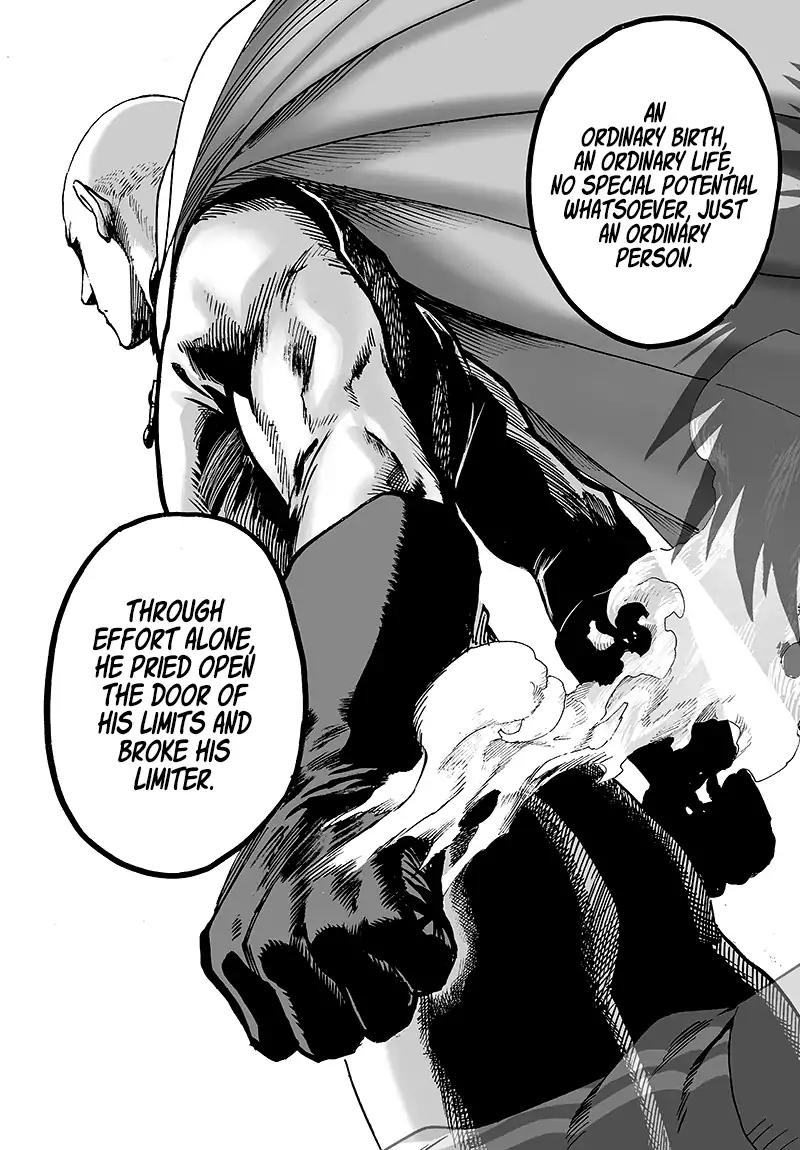 AN
ORDINARY BIRTH,
AN ORDINARY LIFE,
NO SPECIAL POTENTIAL
WHATSOEVER, JUST
AN ORDINARY
PERSON.
THROUGH
EFFORT ALONE,
HE PRIED OPEN
THE DOOR OF
HIS LIMITS AND
BROKE HIS
LIMITER.